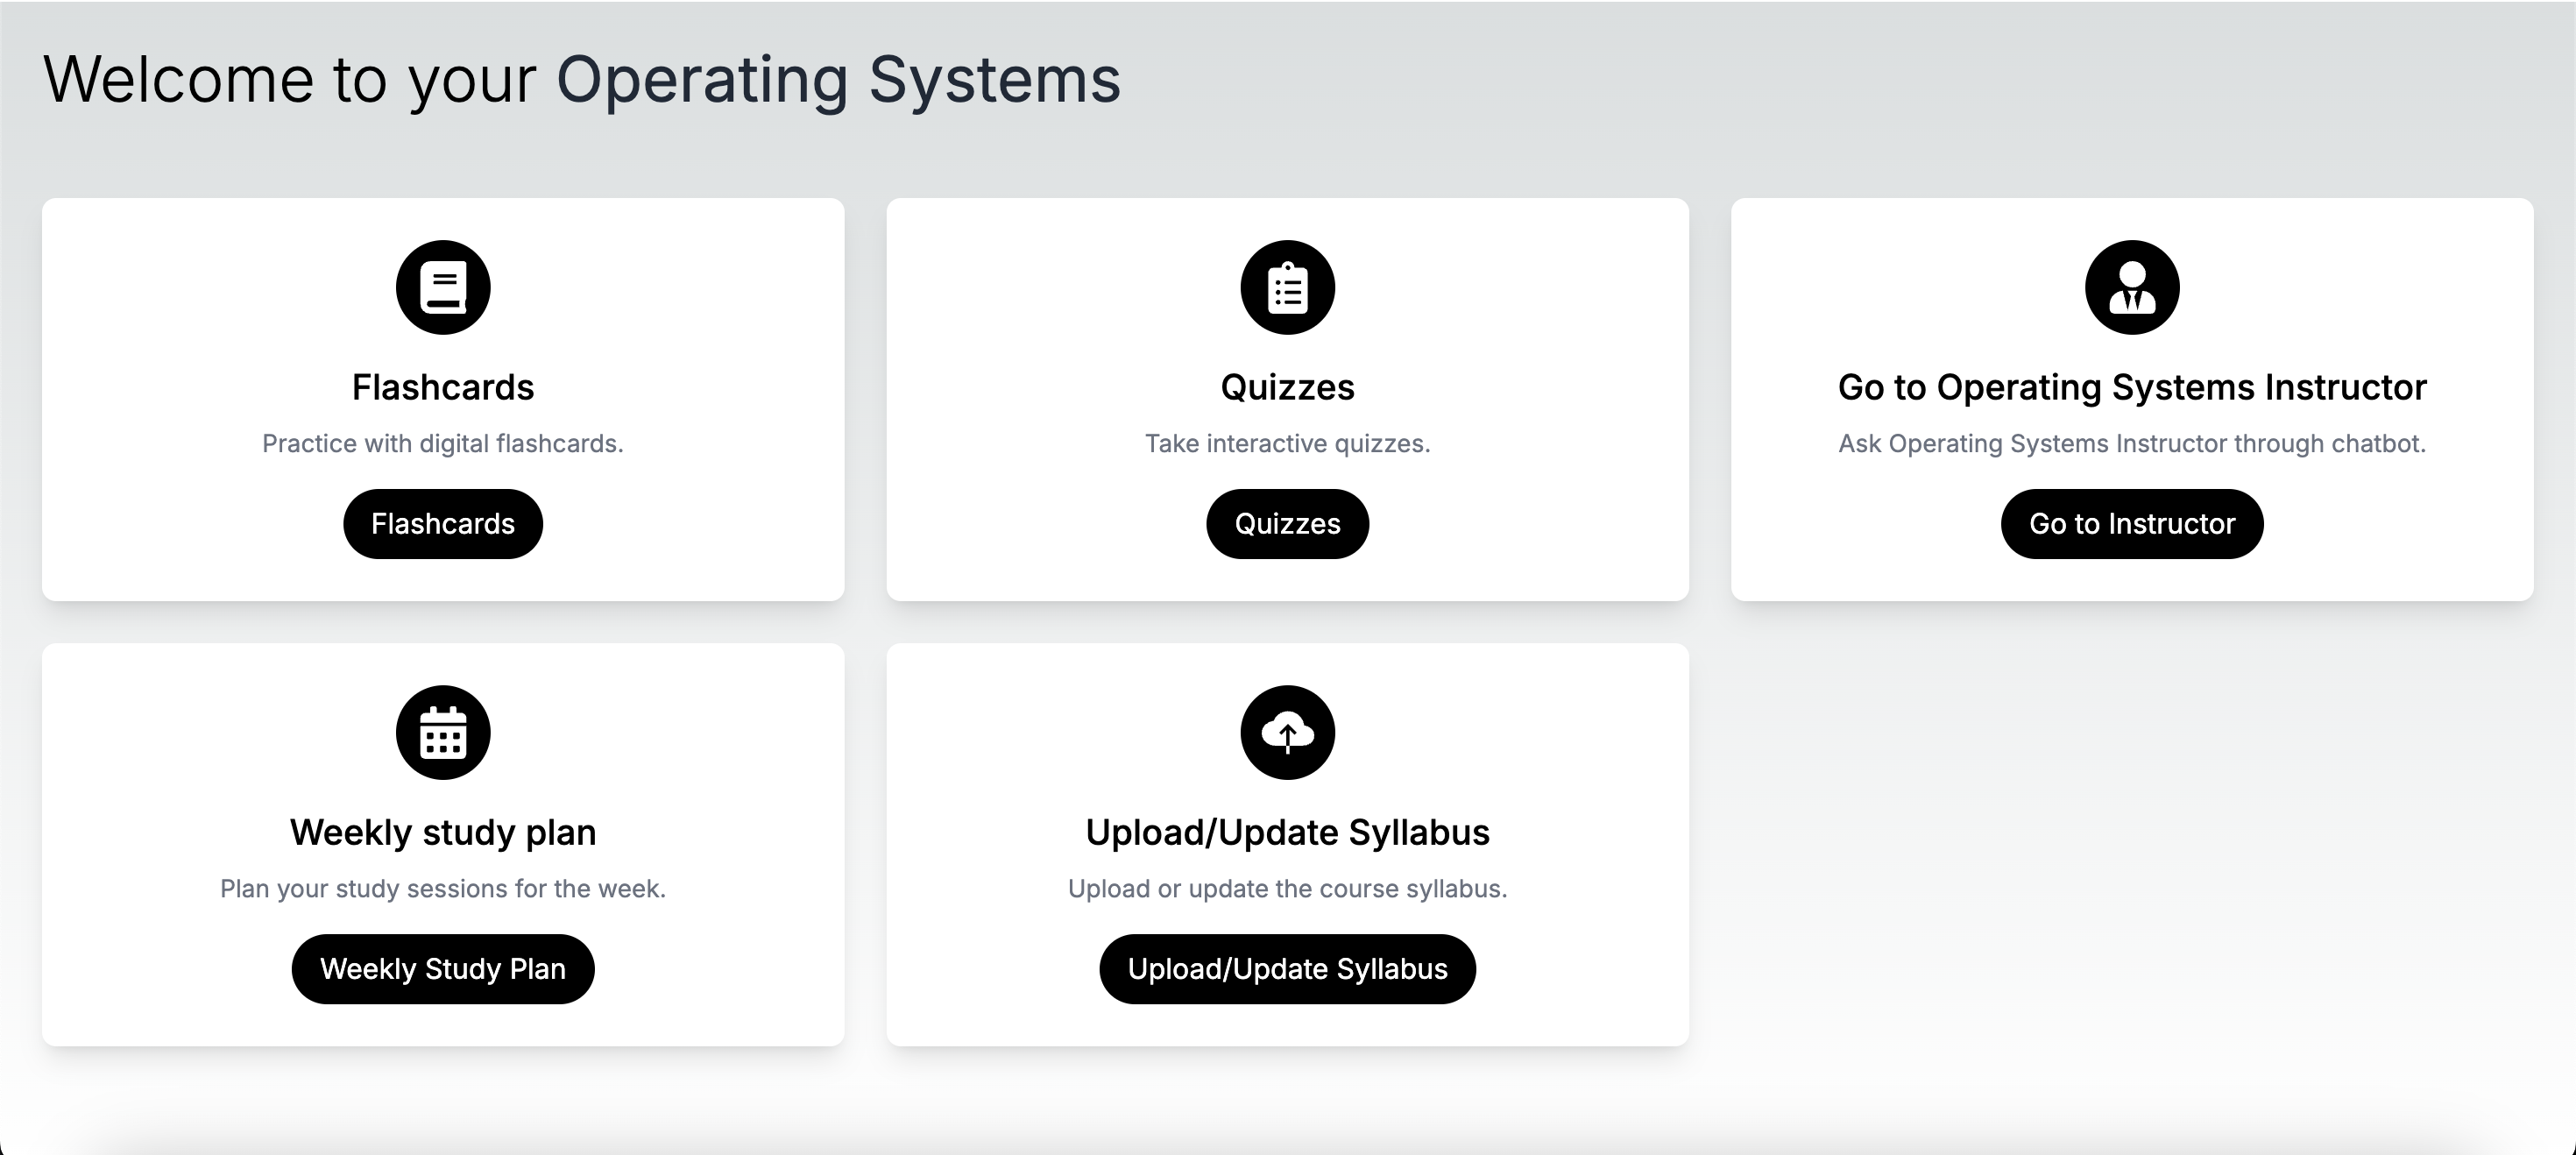 Welcome to your Operating Systems
Flashcards
Practice with digital flashcards.
Flashcards
Quizzes
Take interactive quizzes.
Quizzes
Go to Operating Systems Instructor
Ask Operating Systems Instructor through chatbot.
Go to Instructor
Weekly study plan
Plan your study sessions for the week.
Weekly Study Plan
Upload/Update Syllabus
Upload or update the course syllabus.
Upload/Update Syllabus